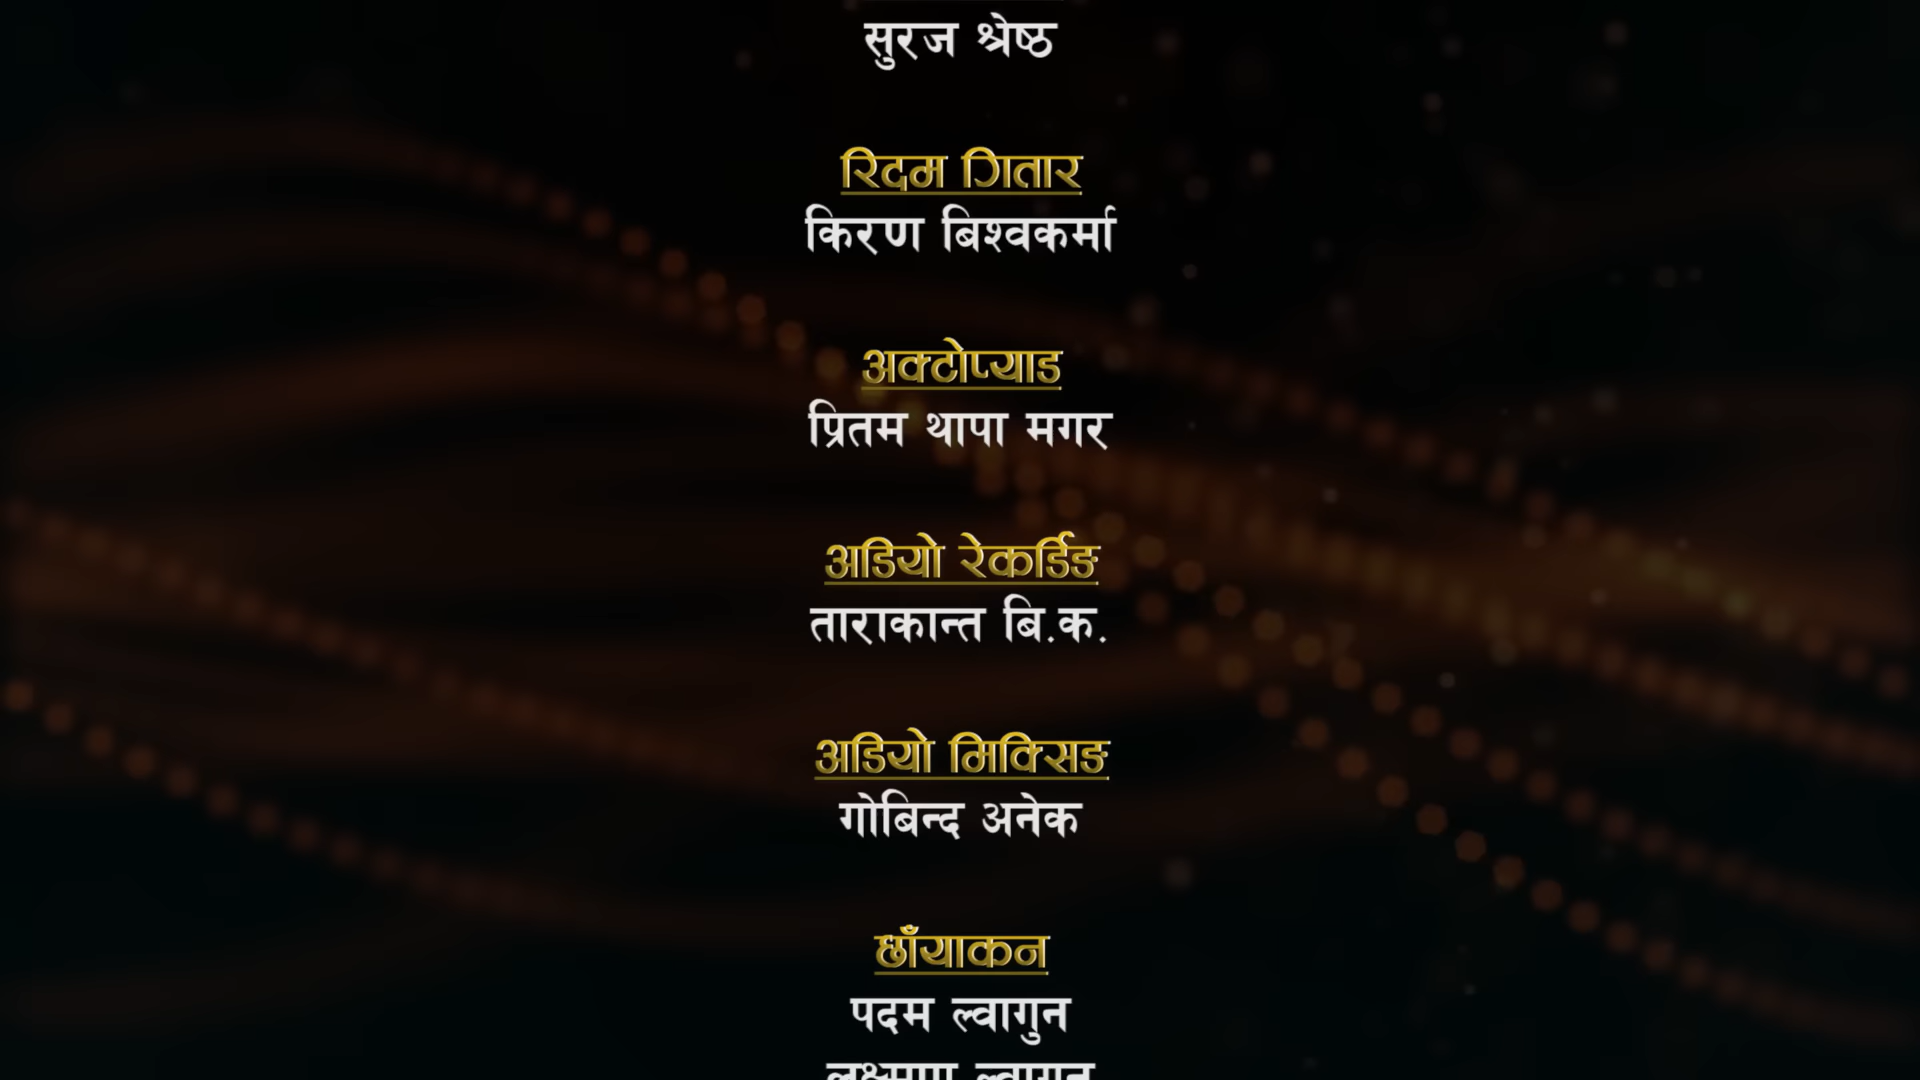 सुरज श्रेष्ठ
रिदम गितार
किरण बिश्वकर्मा
अक्टोप्याड
प्रितम थापा मगर
अडियो रेकर्डिङ
ताराकान्त बि.क.
अडियो मिक्सिङ
गोबिन्द अनेक
छाँयाकन
पदम ल्वागुन